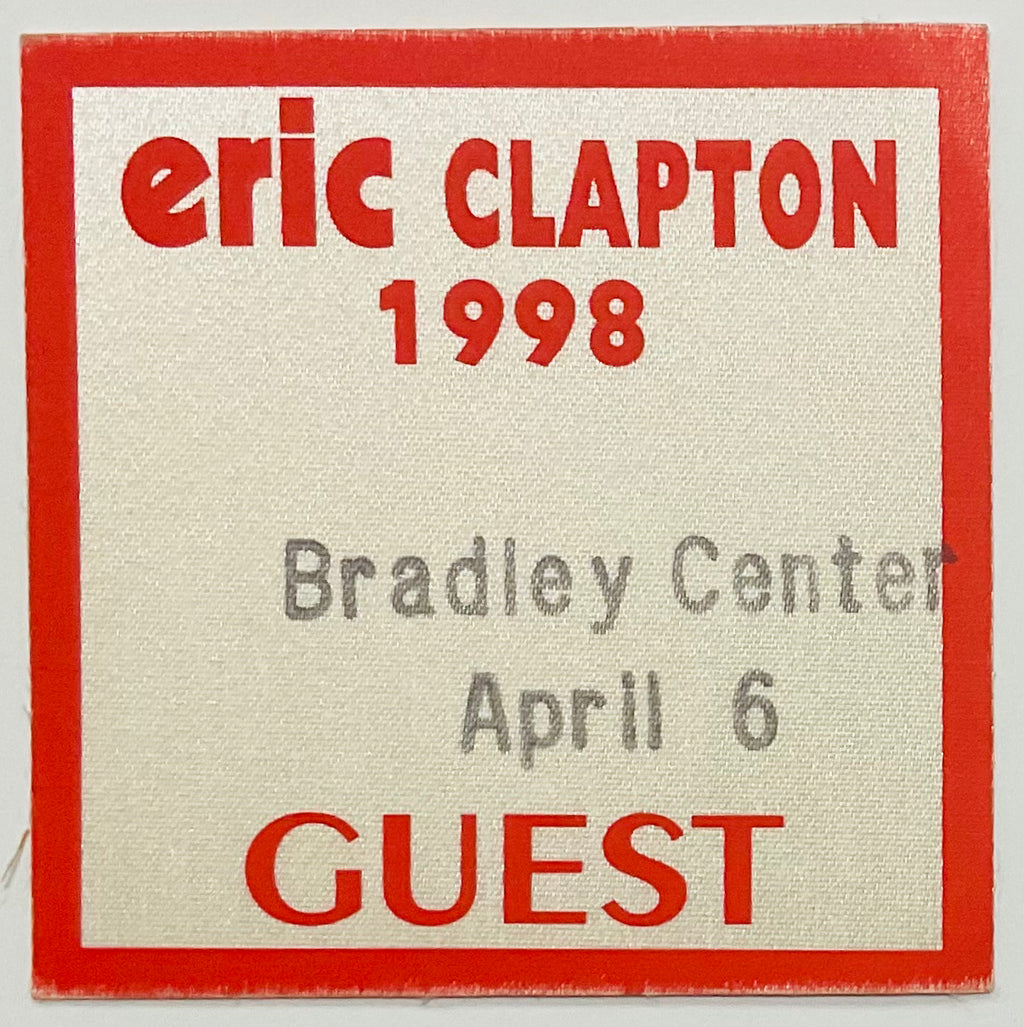 eric CLAPTON
1998
Bradley Center
April 6
GUEST